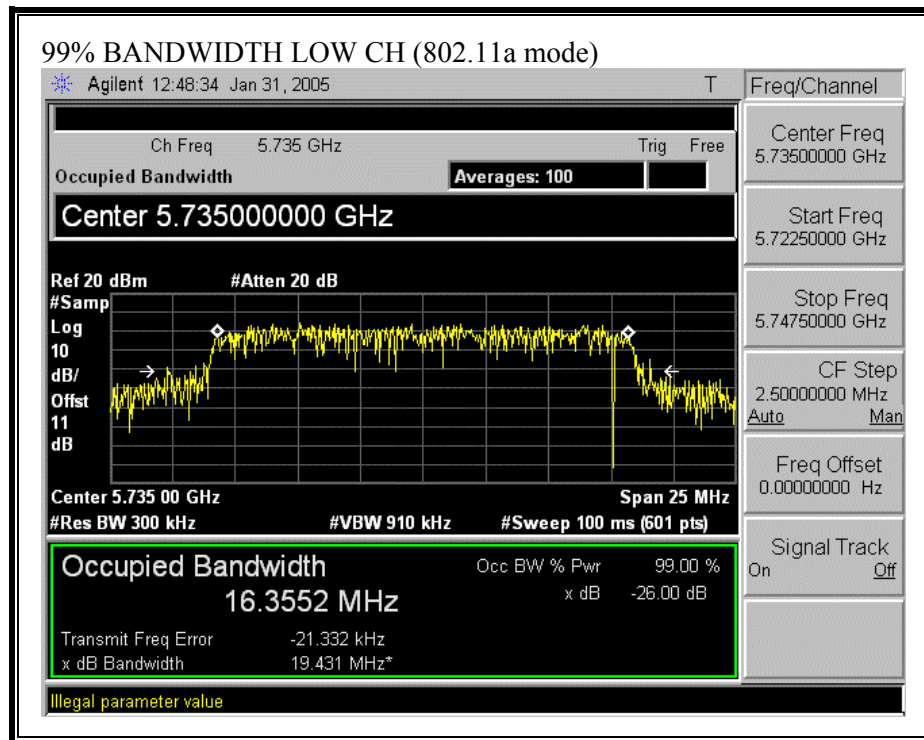 99% BANDWIDTH LOW CH (802.11a mode)
Agilent 12:48:34 Jan 31, 2005 T
Freq/Channel
Ch Freq 5.735 GHz Trig Free
Occupied Bandwidth Averages: 100
Center 5.735000000 GHz
Ref 20 dBm #Atten 20 dB
#Samp
Log
10
dB/
Offst
11
dB
Center 5.735 00 GHz Span 25 MHz
#Res BW 300 kHz #VBW 910 kHz #Sweep 100 ms (601 pts)
Occupied Bandwidth Occ BW % Pwr 99.00 %
16.3552 MHz x dB -26.00 dB
Transmit Freq Error -21.332 kHz
x dB Bandwidth 19.431 MHz*
Illegal parameter value
Center Freq
5.73500000 GHz
Start Freq
5.72250000 GHz
Stop Freq
5.74750000 GHz
CF Step
2.50000000 MHz
Auto Man
Freq Offset
0.00000000 Hz
Signal Track
On Off